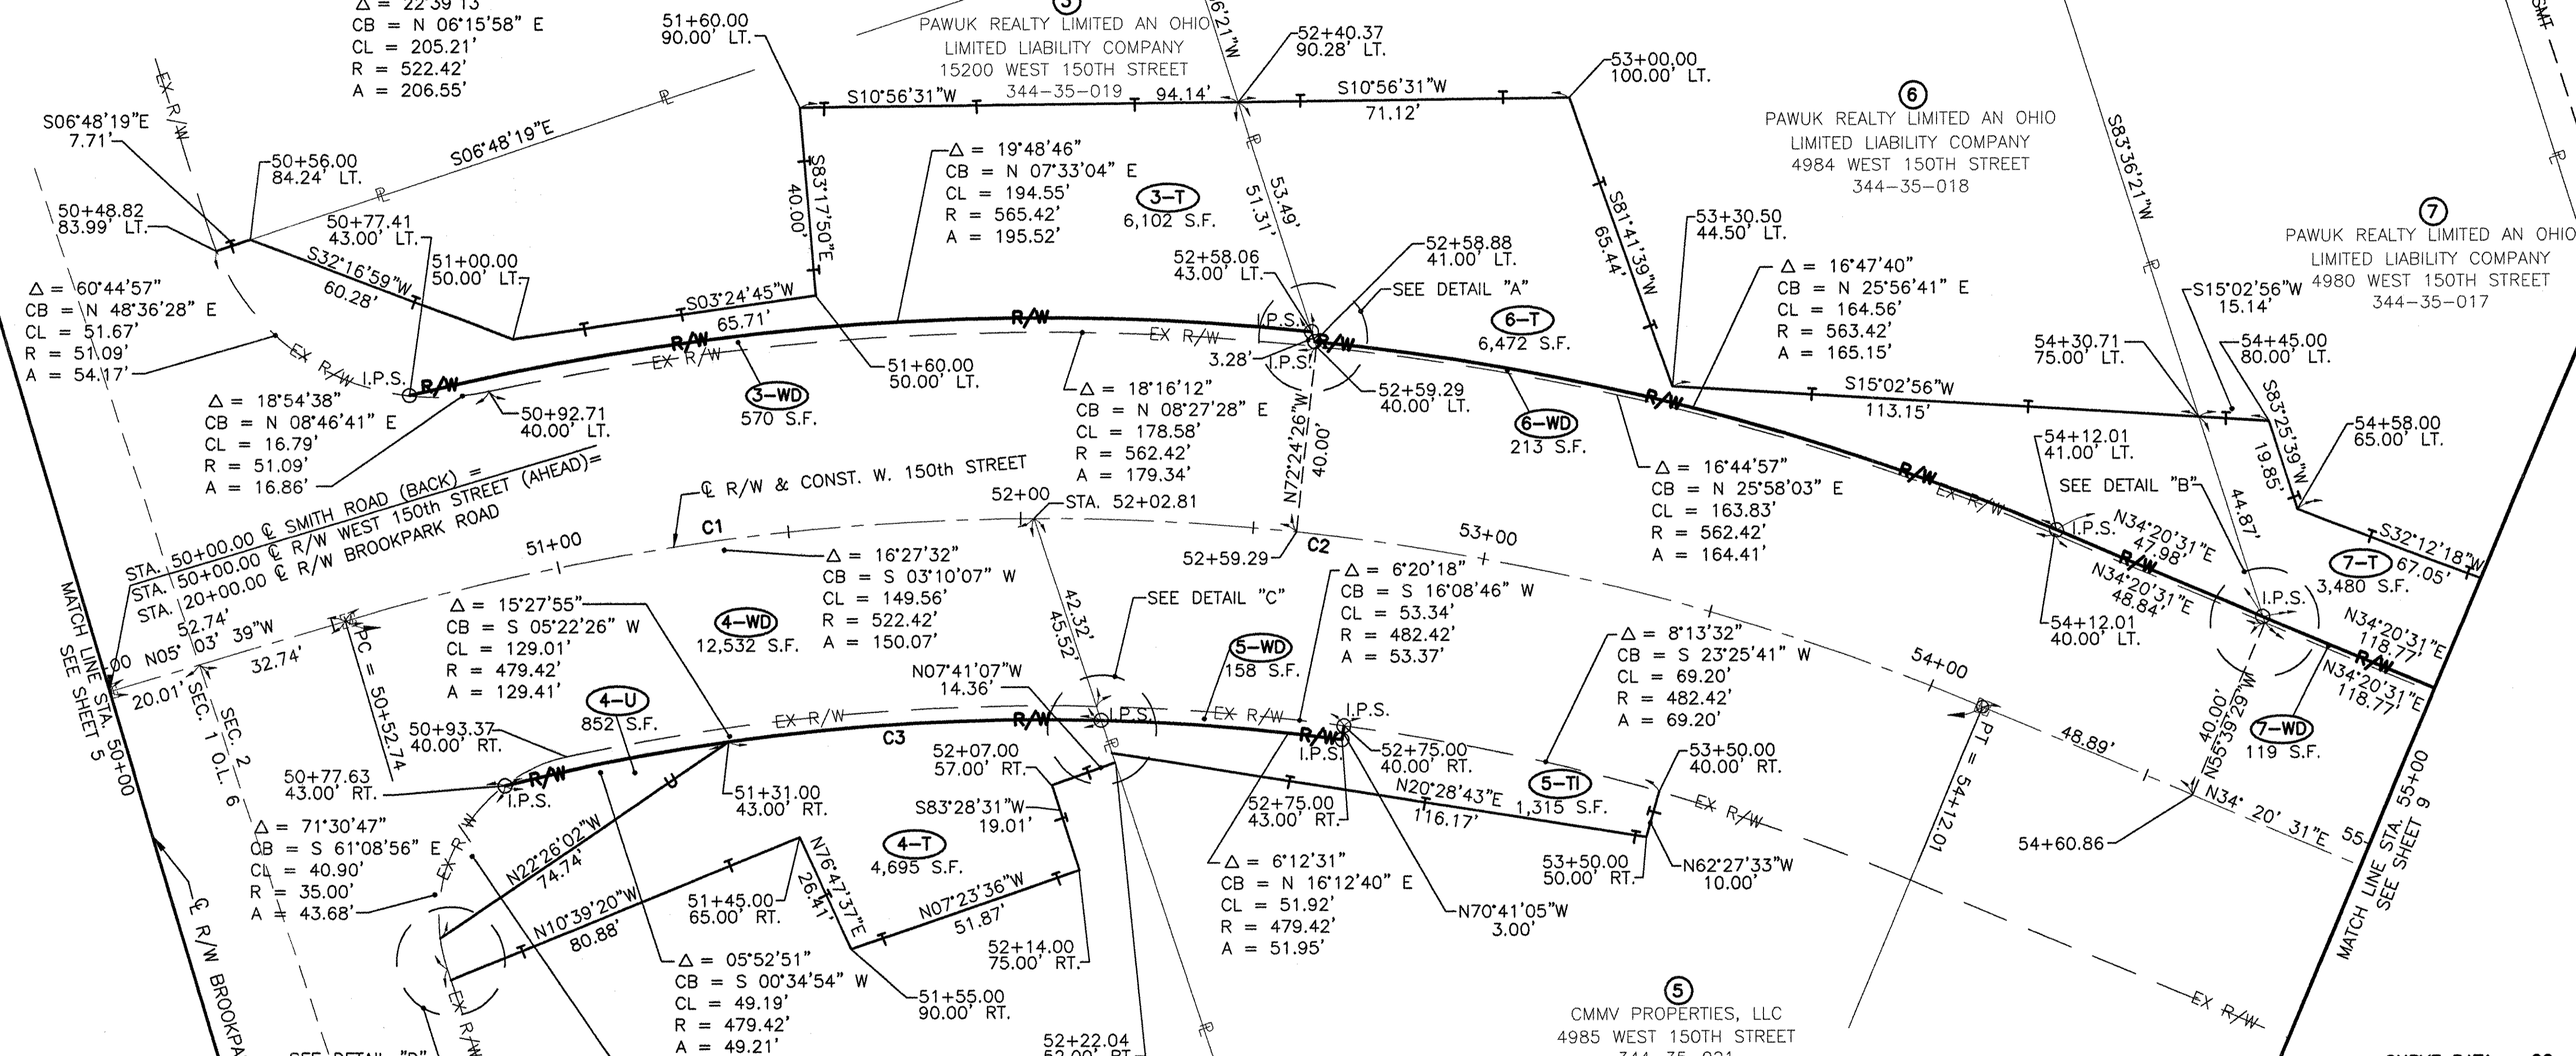 Δ = 22°39'13"
CB = N 06°15'58" E
CL = 205.21'
R = 522.42'
A = 206.55'
51+60.00
90.00' LT.
PAWUK REALTY LIMITED AN OHIO
LIMITED LIABILITY COMPANY
15200 WEST 150TH STREET
344-35-019
52+40.37
90.28' LT.
53+00.00
100.00' LT.
6
PAWUK REALTY LIMITED AN OHIO
LIMITED LIABILITY COMPANY
4984 WEST 150TH STREET
344-35-018
S83°36'21"W
7
PAWUK REALTY LIMITED AN OHIO
LIMITED LIABILITY COMPANY
4980 WEST 150TH STREET
344-35-017
EX R/W
S06°48'19"E
7.71'
50+56.00
84.24' LT.
S06°48'19"E
50+48.82
83.99' LT.
50+77.41
43.00' LT.
S32°16'59"W
60.28'
51+00.00
50.00' LT.
S03°24'45"W
65.71'
S83°17'50"E
40.00'
S10°56'31"W
94.14'
S10°56'31"W
71.12'
Δ = 19°48'46"
CB = N 07°33'04" E
CL = 194.55'
R = 565.42'
A = 195.52'
3-T
6,102 S.F.
53.49'
51.31'
52+58.06
43.00' LT.
52+58.88
41.00' LT.
SEE DETAIL "A"
6-T
6,472 S.F.
S81°41'39"W
65.44'
53+30.50
44.50' LT.
Δ = 16°47'40"
CB = N 25°56'41" E
CL = 164.56'
R = 563.42'
A = 165.15'
S15°02'56"W
15.14'
54+30.71
75.00' LT.
54+45.00
80.00' LT.
S15°02'56"W
113.15'
S83°25'39"W
19.85'
54+58.00
65.00' LT.
Δ = 60°44'57"
CB = N 48°36'28" E
CL = 51.67'
R = 51.09'
A = 54.17'
EX R/W
I.P.S.
R/W
R/W
EX R/W
R/W
EX R/W
I.P.S.
3.28'
I.P.S.
R/W
51+60.00
50.00' LT.
3-WD
570 S.F.
50+92.71
40.00' LT.
Δ = 18°54'38"
CB = N 08°46'41" E
CL = 16.79'
R = 51.09'
A = 16.86'
Δ = 18°16'12"
CB = N 08°27'28" E
CL = 178.58'
R = 562.42'
A = 179.34'
N72°24'26"W
40.00'
52+59.29
40.00' LT.
6-WD
213 S.F.
R/W
Δ = 16°44'57"
CB = N 25°58'03" E
CL = 163.83'
R = 562.42'
A = 164.41'
R/W
EX R/W
54+12.01
41.00' LT.
SEE DETAIL "B"
44.87'
I.P.S.
N34°20'31"E
47.98'
R/W
N34°20'31"E
48.84'
54+12.01
40.00' LT.
S32°12'18"W
67.05'
7-T
3,480 S.F.
I.P.S.
N34°20'31"E
118.77'
R/W
N34°20'31"E
118.77'
7-WD
119 S.F.
N55°39'29"W
40.00'
STA. 50+00.00 ℄ SMITH ROAD (BACK) =
STA. 50+00.00 ℄ R/W WEST 150th STREET (AHEAD)=
STA. 20+00.00 ℄ R/W BROOKPARK ROAD
52.74'
N05° 03' 39"W
20.01'
32.74'
PC = 50+52.74
51+00
C1
℄ R/W & CONST. W. 150th STREET
52+00
STA. 52+02.81
52+59.29
C2
53+00
54+00
PT = 54+12.01
48.89'
54+60.86
N34° 20' 31"E
55
MATCH LINE STA. 50+00
SEE SHEET 5
SEC. 2
SEC. 1 O.L. 6
℄ R/W BROOKPA
Δ = 16°27'32"
CB = S 03°10'07" W
CL = 149.56'
R = 522.42'
A = 150.07'
Δ = 15°27'55"
CB = S 05°22'26" W
CL = 129.01'
R = 479.42'
A = 129.41'
4-WD
12,532 S.F.
42.32'
45.52'
SEE DETAIL "C"
5-WD
158 S.F.
Δ = 6°20'18"
CB = S 16°08'46" W
CL = 53.34'
R = 482.42'
A = 53.37'
Δ = 8°13'32"
CB = S 23°25'41" W
CL = 69.20'
R = 482.42'
A = 69.20'
N07°41'07"W
14.36'
4-U
852 S.F.
50+93.37
40.00' RT.
50+77.63
43.00' RT.
R/W
I.P.S.
EX R/W
C3
R/W
I.P.S.
EX R/W
R/W
I.P.S.
I.P.S.
52+75.00
40.00' RT.
52+75.00
43.00' RT.
N20°28'43"E
116.17'
5-TI
1,315 S.F.
53+50.00
40.00' RT.
EX R/W
53+50.00
50.00' RT.
N62°27'33"W
10.00'
51+31.00
43.00' RT.
52+07.00
57.00' RT.
S83°28'31"W
19.01'
4-T
4,695 S.F.
Δ = 71°30'47"
CB = S 61°08'56" E
CL = 40.90'
R = 35.00'
A = 43.68'
EX R/W
N22°26'02"W
74.74'
N10°39'20"W
80.88'
51+45.00
65.00' RT.
N76°47'37"E
26.41'
N07°23'36"W
51.87'
52+14.00
75.00' RT.
51+55.00
90.00' RT.
Δ = 6°12'31"
CB = N 16°12'40" E
CL = 51.92'
R = 479.42'
A = 51.95'
N70°41'05"W
3.00'
Δ = 05°52'51"
CB = S 00°34'54" W
CL = 49.19'
R = 479.42'
A = 49.21'
EX R/W
SEE DETAIL "D"
52+22.04
5
CMMV PROPERTIES, LLC
4985 WEST 150TH STREET
MATCH LINE STA. 55+00
SEE SHEET 9
EX R/W